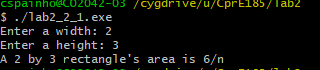 cspainho@CO2042-03 /cygdrive/u/CprE185/lab2
$ ./lab2_2_1.exe
Enter a width: 2
Enter a height: 3
A 2 by 3 rectangle's area is 6/n